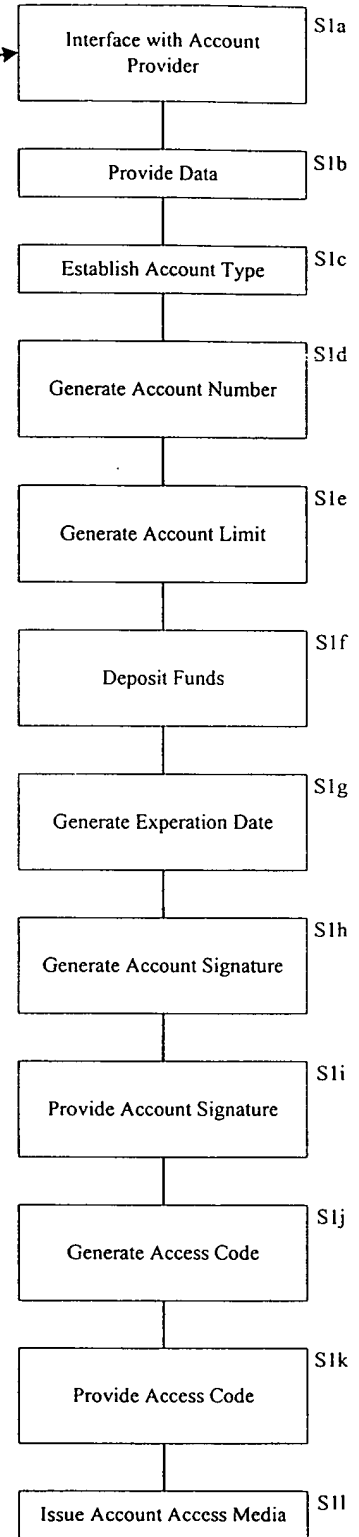 Interface with Account
Provider
S1a
Provide Data
S1b
Establish Account Type
S1c
Generate Account Number
S1d
Generate Account Limit
S1e
Deposit Funds
S1f
Generate Experation Date
S1g
Generate Account Signature
S1h
Provide Account Signature
S1i
Generate Access Code
S1j
Provide Access Code
S1k
Issue Account Access Media
S1l